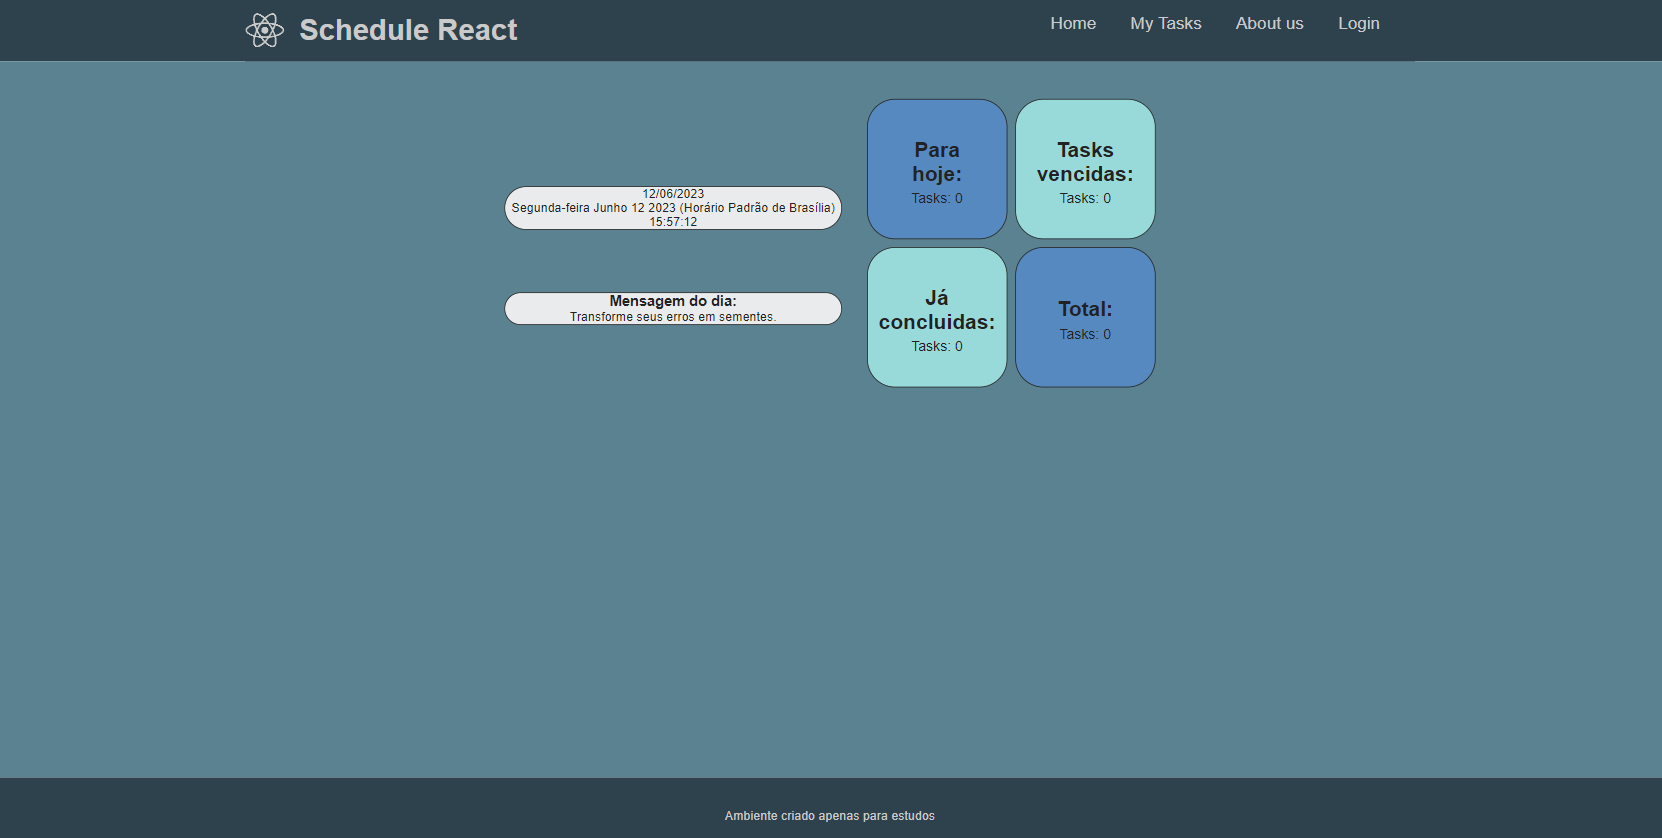 Schedule React
Home
My Tasks
About us
Login
12/06/2023
Segunda-feira Junho 12 2023 (Horário Padrão de Brasília)
15:57:12
Mensagem do dia:
Transforme seus erros em sementes.
Para
hoje:
Tasks: 0
Tasks
vencidas:
Tasks: 0
Já
concluidas:
Tasks: 0
Total:
Tasks: 0
Ambiente criado apenas para estudos